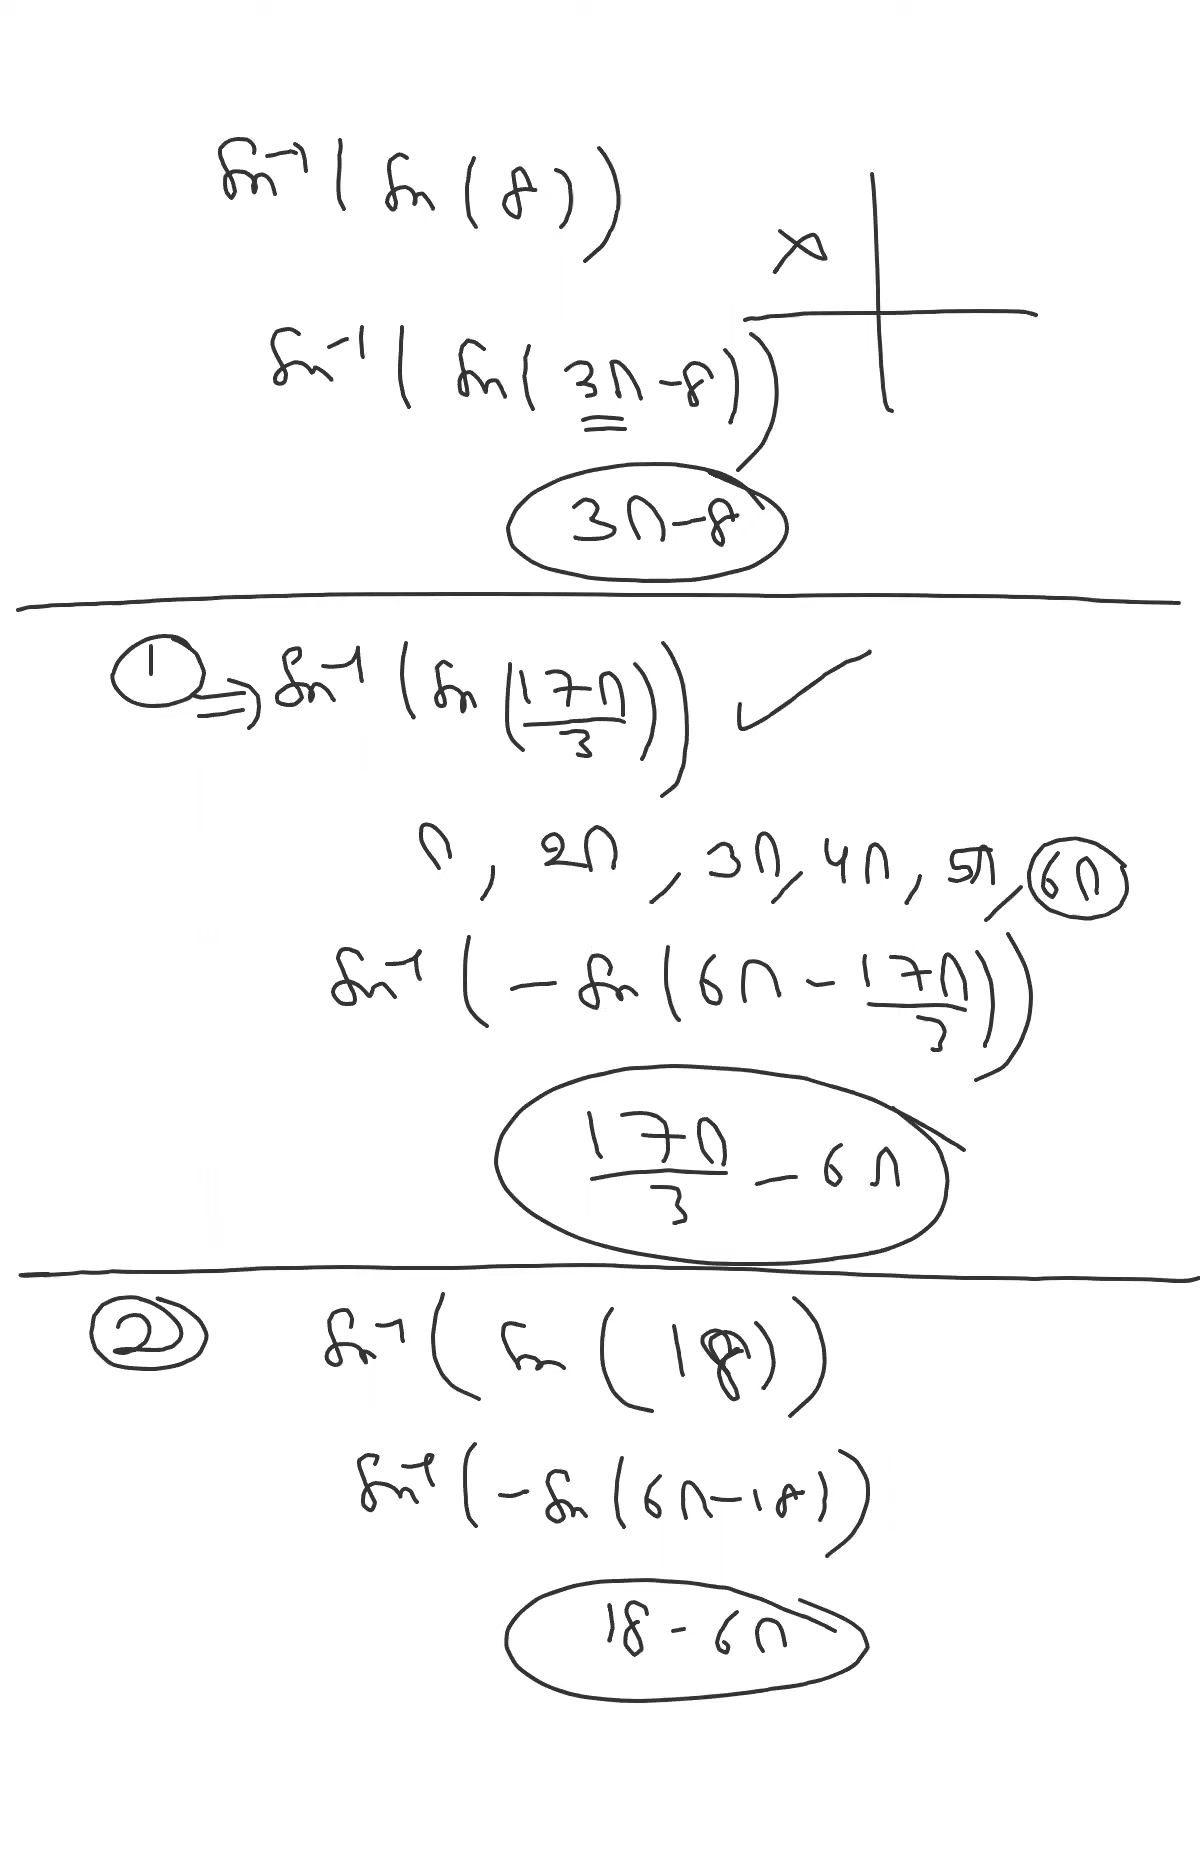 sin⁻¹(sin(8))
sin⁻¹(sin(3π-8))
3π-8
① ⇒ sin⁻¹(sin(17π/3)) ✓
π, 2π, 3π, 4π, 5π, 6π
sin⁻¹(-sin(6π - 17π/3))
17π/3 - 6π
② sin⁻¹(sin(18))
sin⁻¹(-sin(6π-18))
18-6π